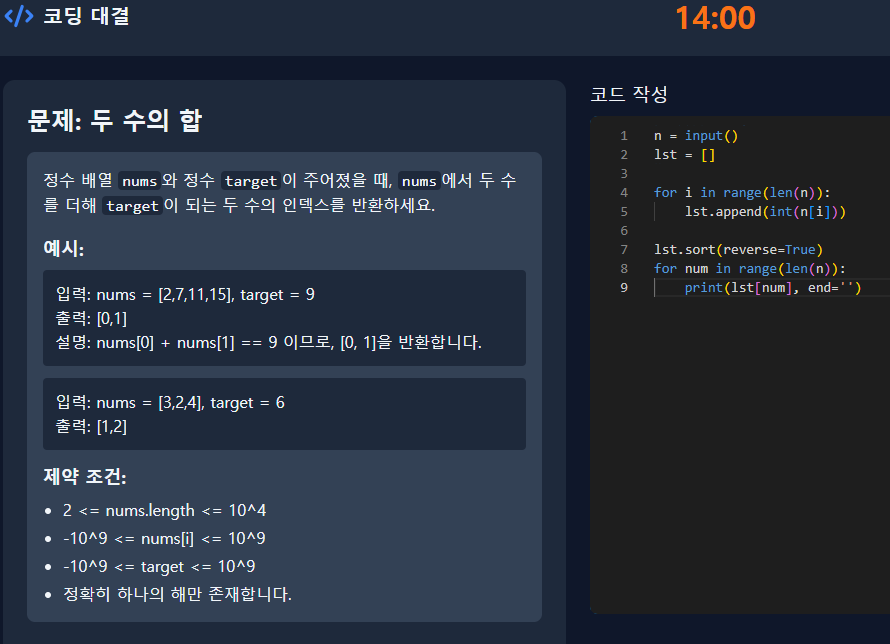 </> 코딩 대결
14:00
문제: 두 수의 합
정수 배열 nums와 정수 target이 주어졌을 때, nums에서 두 수
를 더해 target이 되는 두 수의 인덱스를 반환하세요.
예시:
입력: nums = [2,7,11,15], target = 9
출력: [0,1]
설명: nums[0] + nums[1] == 9 이므로, [0, 1]을 반환합니다.
입력: nums = [3,2,4], target = 6
출력: [1,2]
제약 조건:
• 2 <= nums.length <= 10^4
• -10^9 <= nums[i] <= 10^9
• -10^9 <= target <= 10^9
• 정확히 하나의 해만 존재합니다.
코드 작성
1 n = input()
2 lst = []
3
4 for i in range(len(n)):
5     lst.append(int(n[i]))
6
7 lst.sort(reverse=True)
8 for num in range(len(n)):
9     print(lst[num], end='')